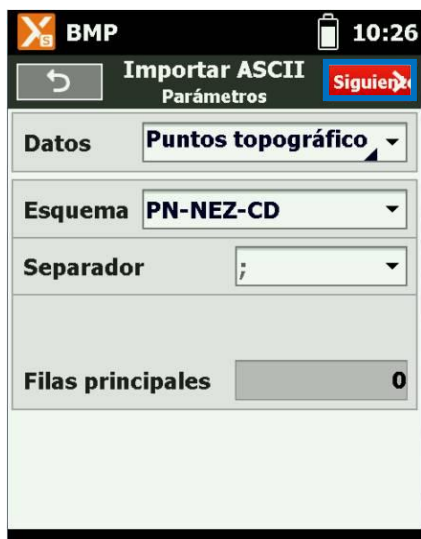 BMP 10:26
Importar ASCII
Parámetros
Datos Puntos topográfico
Esquema PN-NEZ-CD
Separador ;
Filas principales 0